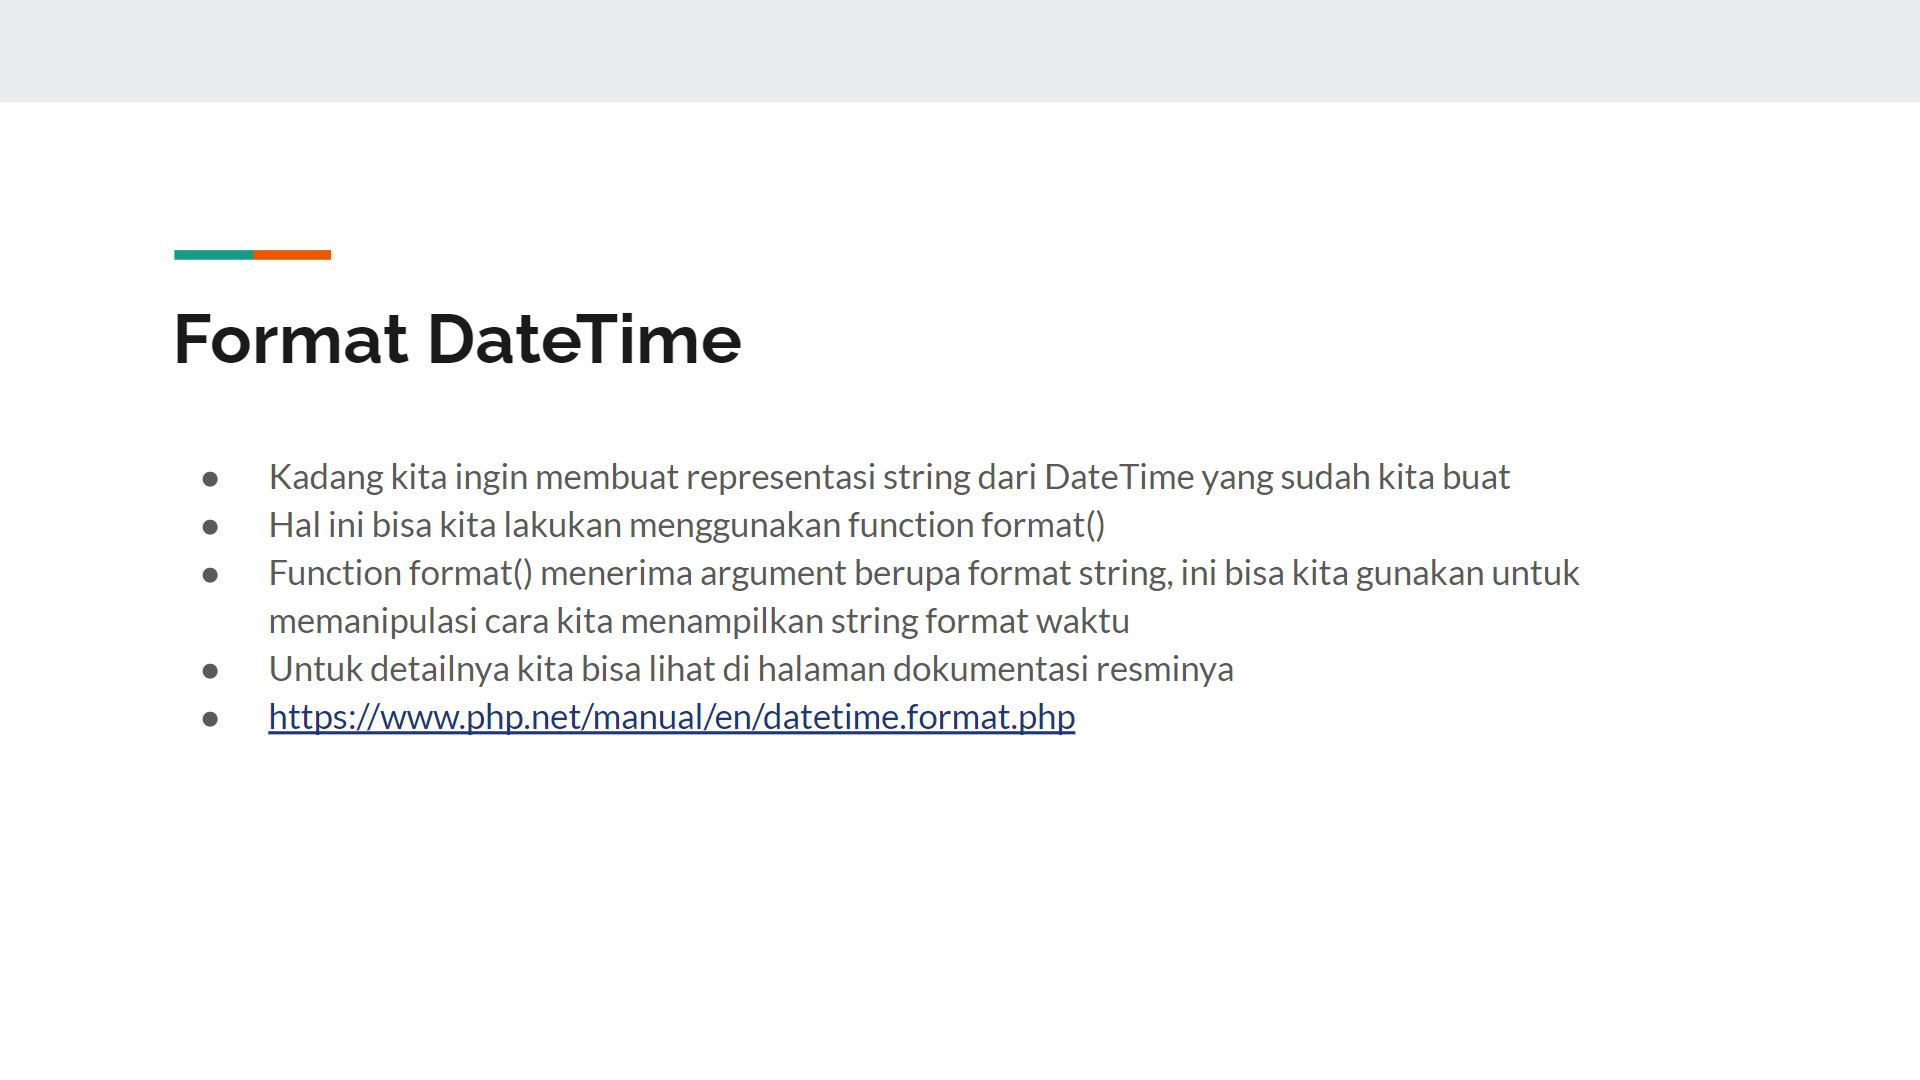 Format DateTime
● Kadang kita ingin membuat representasi string dari DateTime yang sudah kita buat
● Hal ini bisa kita lakukan menggunakan function format()
● Function format() menerima argument berupa format string, ini bisa kita gunakan untuk
memanipulasi cara kita menampilkan string format waktu
● Untuk detailnya kita bisa lihat di halaman dokumentasi resminya
● https://www.php.net/manual/en/datetime.format.php